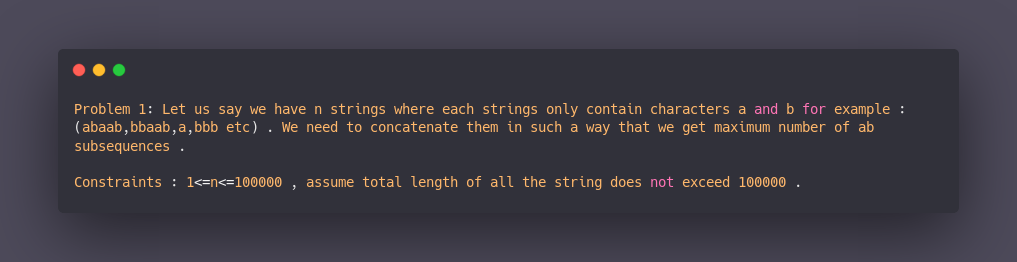 Problem 1: Let us say we have n strings where each strings only contain characters a and b for example :
(abaab,bbaab,a,bbb etc) . We need to concatenate them in such a way that we get maximum number of ab
subsequences .
Constraints : 1<=n<=100000 , assume total length of all the string does not exceed 100000 .